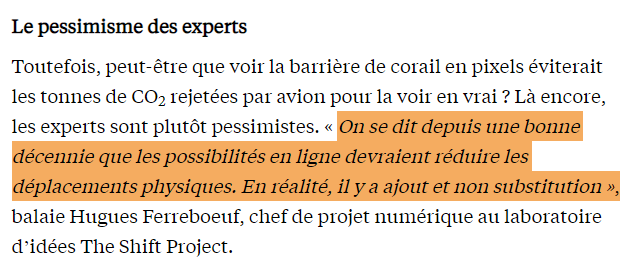 Le pessimisme des experts
Toutefois, peut-être que voir la barrière de corail en pixels éviterait
les tonnes de CO₂ rejetées par avion pour la voir en vrai ? Là encore,
les experts sont plutôt pessimistes. « On se dit depuis une bonne
décennie que les possibilités en ligne devraient réduire les
déplacements physiques. En réalité, il y a ajout et non substitution »,
balaie Hugues Ferreboeuf, chef de projet numérique au laboratoire
d’idées The Shift Project.